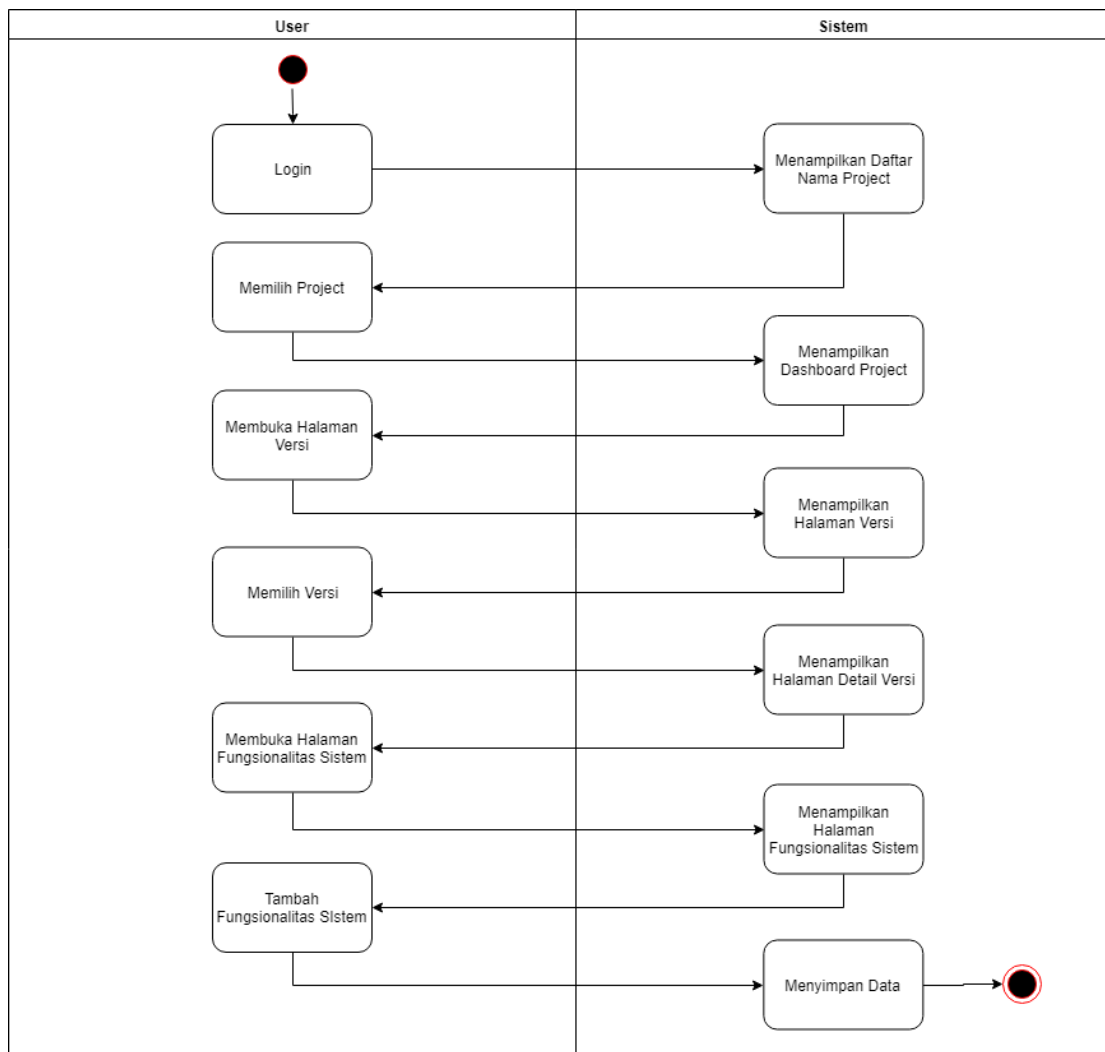 User
Sistem
Login
Menampilkan Daftar
Nama Project
Memilih Project
Menampilkan
Dashboard Project
Membuka Halaman
Versi
Menampilkan
Halaman Versi
Memilih Versi
Menampilkan
Halaman Detail Versi
Membuka Halaman
Fungsionalitas Sistem
Menampilkan
Halaman
Fungsionalitas Sistem
Tambah
Fungsionalitas SIstem
Menyimpan Data